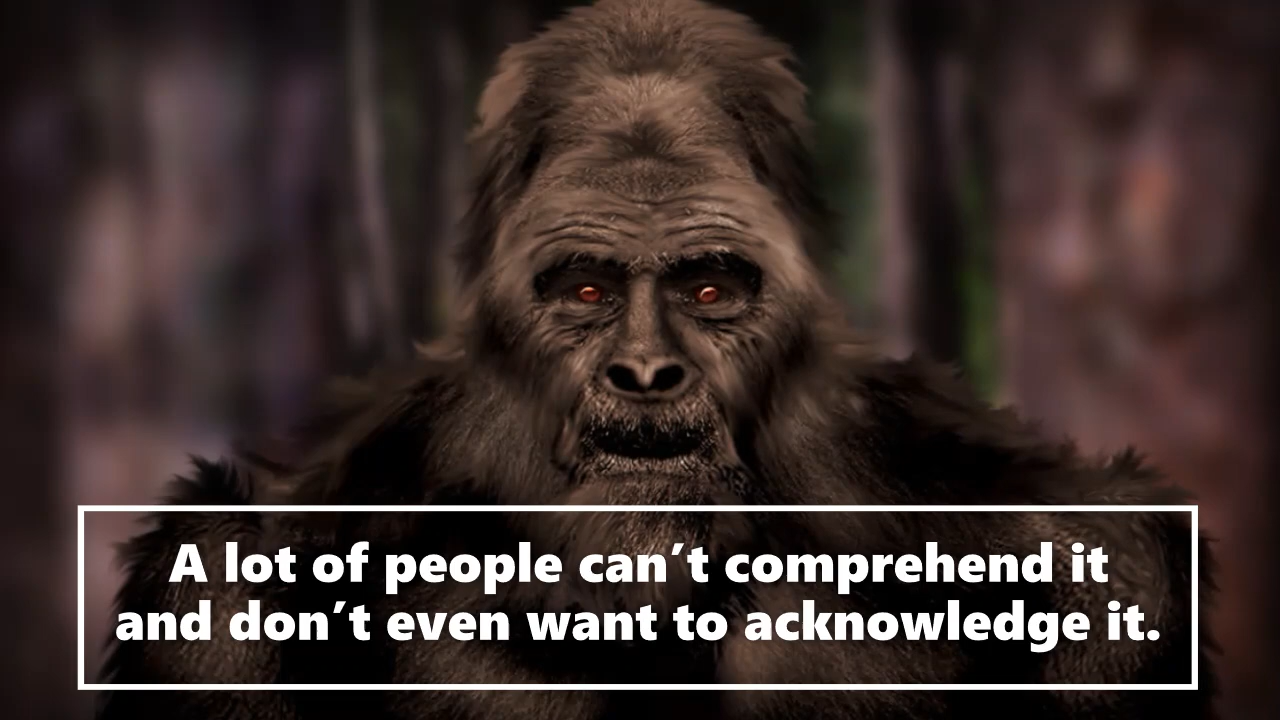 A lot of people can´t comprehend it
and don´t even want to acknowledge it.